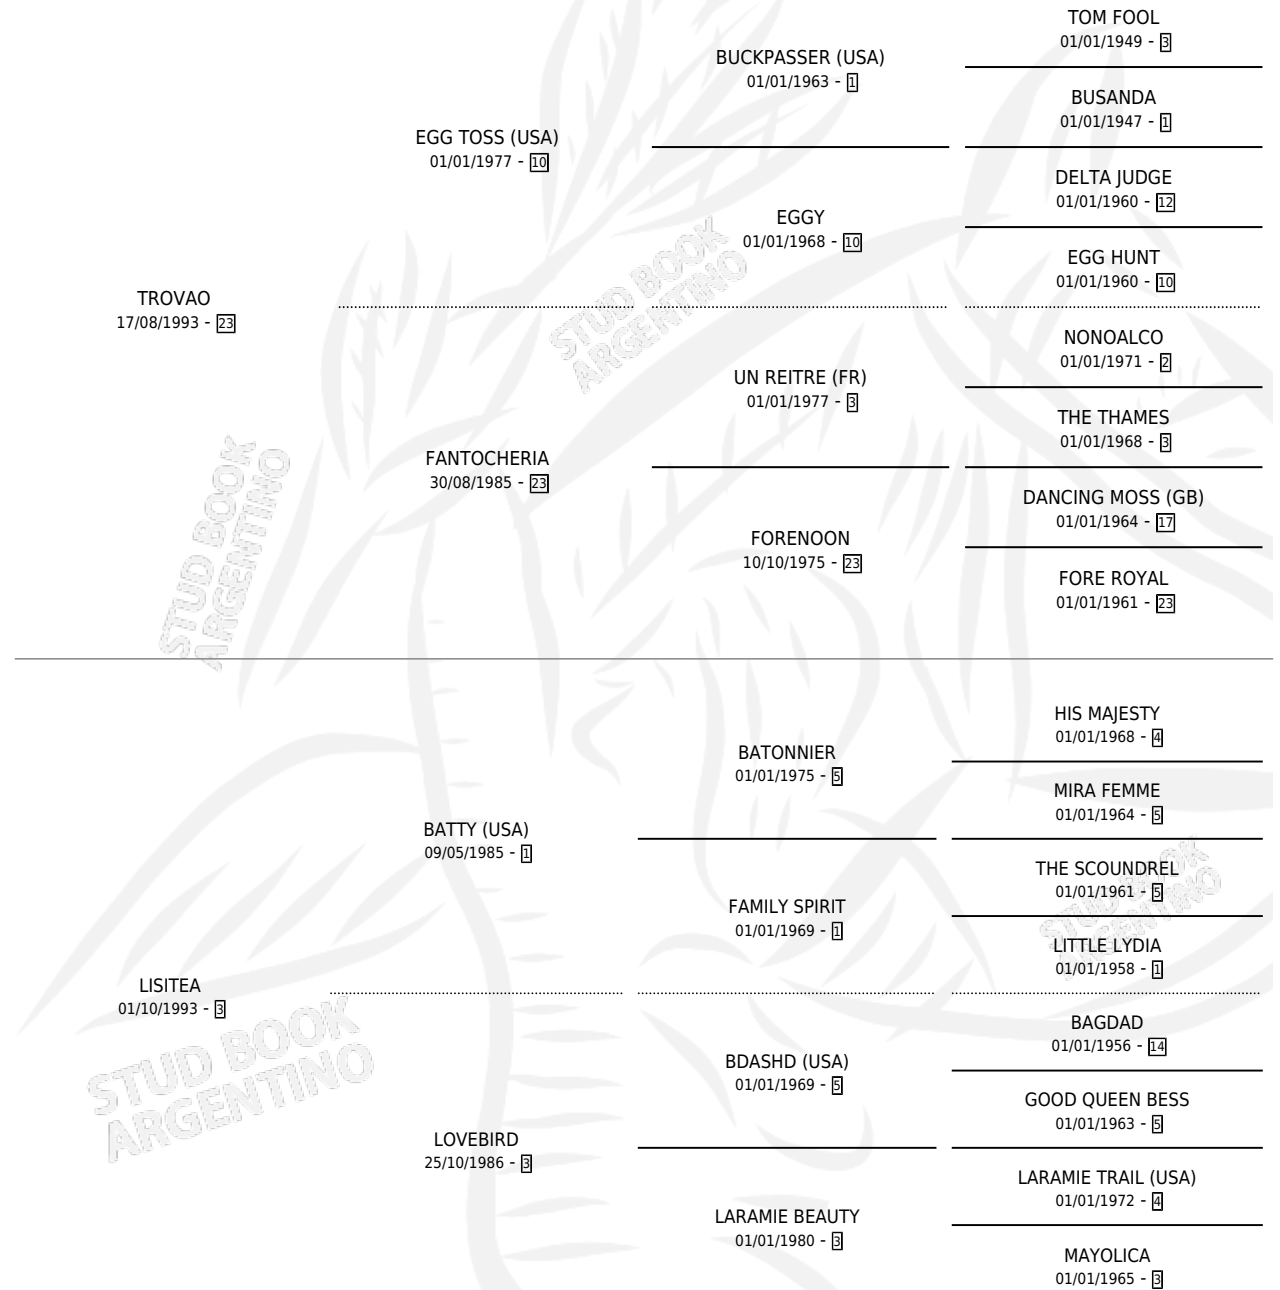 TOM FOOL
01/01/1949 - 3
BUCKPASSER (USA)
01/01/1963 - 1
BUSANDA
01/01/1947 - 1
EGG TOSS (USA)
01/01/1977 - 10
DELTA JUDGE
01/01/1960 - 12
EGGY
01/01/1968 - 10
EGG HUNT
01/01/1960 - 10
TROVAO
17/08/1993 - 23
NONOALCO
01/01/1971 - 2
UN REITRE (FR)
01/01/1977 - 3
THE THAMES
01/01/1968 - 3
FANTOCHERIA
30/08/1985 - 23
DANCING MOSS (GB)
01/01/1964 - 17
FORENOON
10/10/1975 - 23
FORE ROYAL
01/01/1961 - 23
HIS MAJESTY
01/01/1968 - 4
BATONNIER
01/01/1975 - 5
MIRA FEMME
01/01/1964 - 5
BATTY (USA)
09/05/1985 - 1
THE SCOUNDREL
01/01/1961 - 5
FAMILY SPIRIT
01/01/1969 - 1
LITTLE LYDIA
01/01/1958 - 1
LISITEA
01/10/1993 - 3
BAGDAD
01/01/1956 - 14
BDASHD (USA)
01/01/1969 - 5
GOOD QUEEN BESS
01/01/1963 - 5
LOVEBIRD
25/10/1986 - 3
LARAMIE TRAIL (USA)
01/01/1972 - 4
LARAMIE BEAUTY
01/01/1980 - 3
MAYOLICA
01/01/1965 - 3
STUD BOOK
ARGENTINO
STUD BOOK
ARGENTINO
STUD BOOK
ARGENTINO
STUD BOOK
ARGENTINO